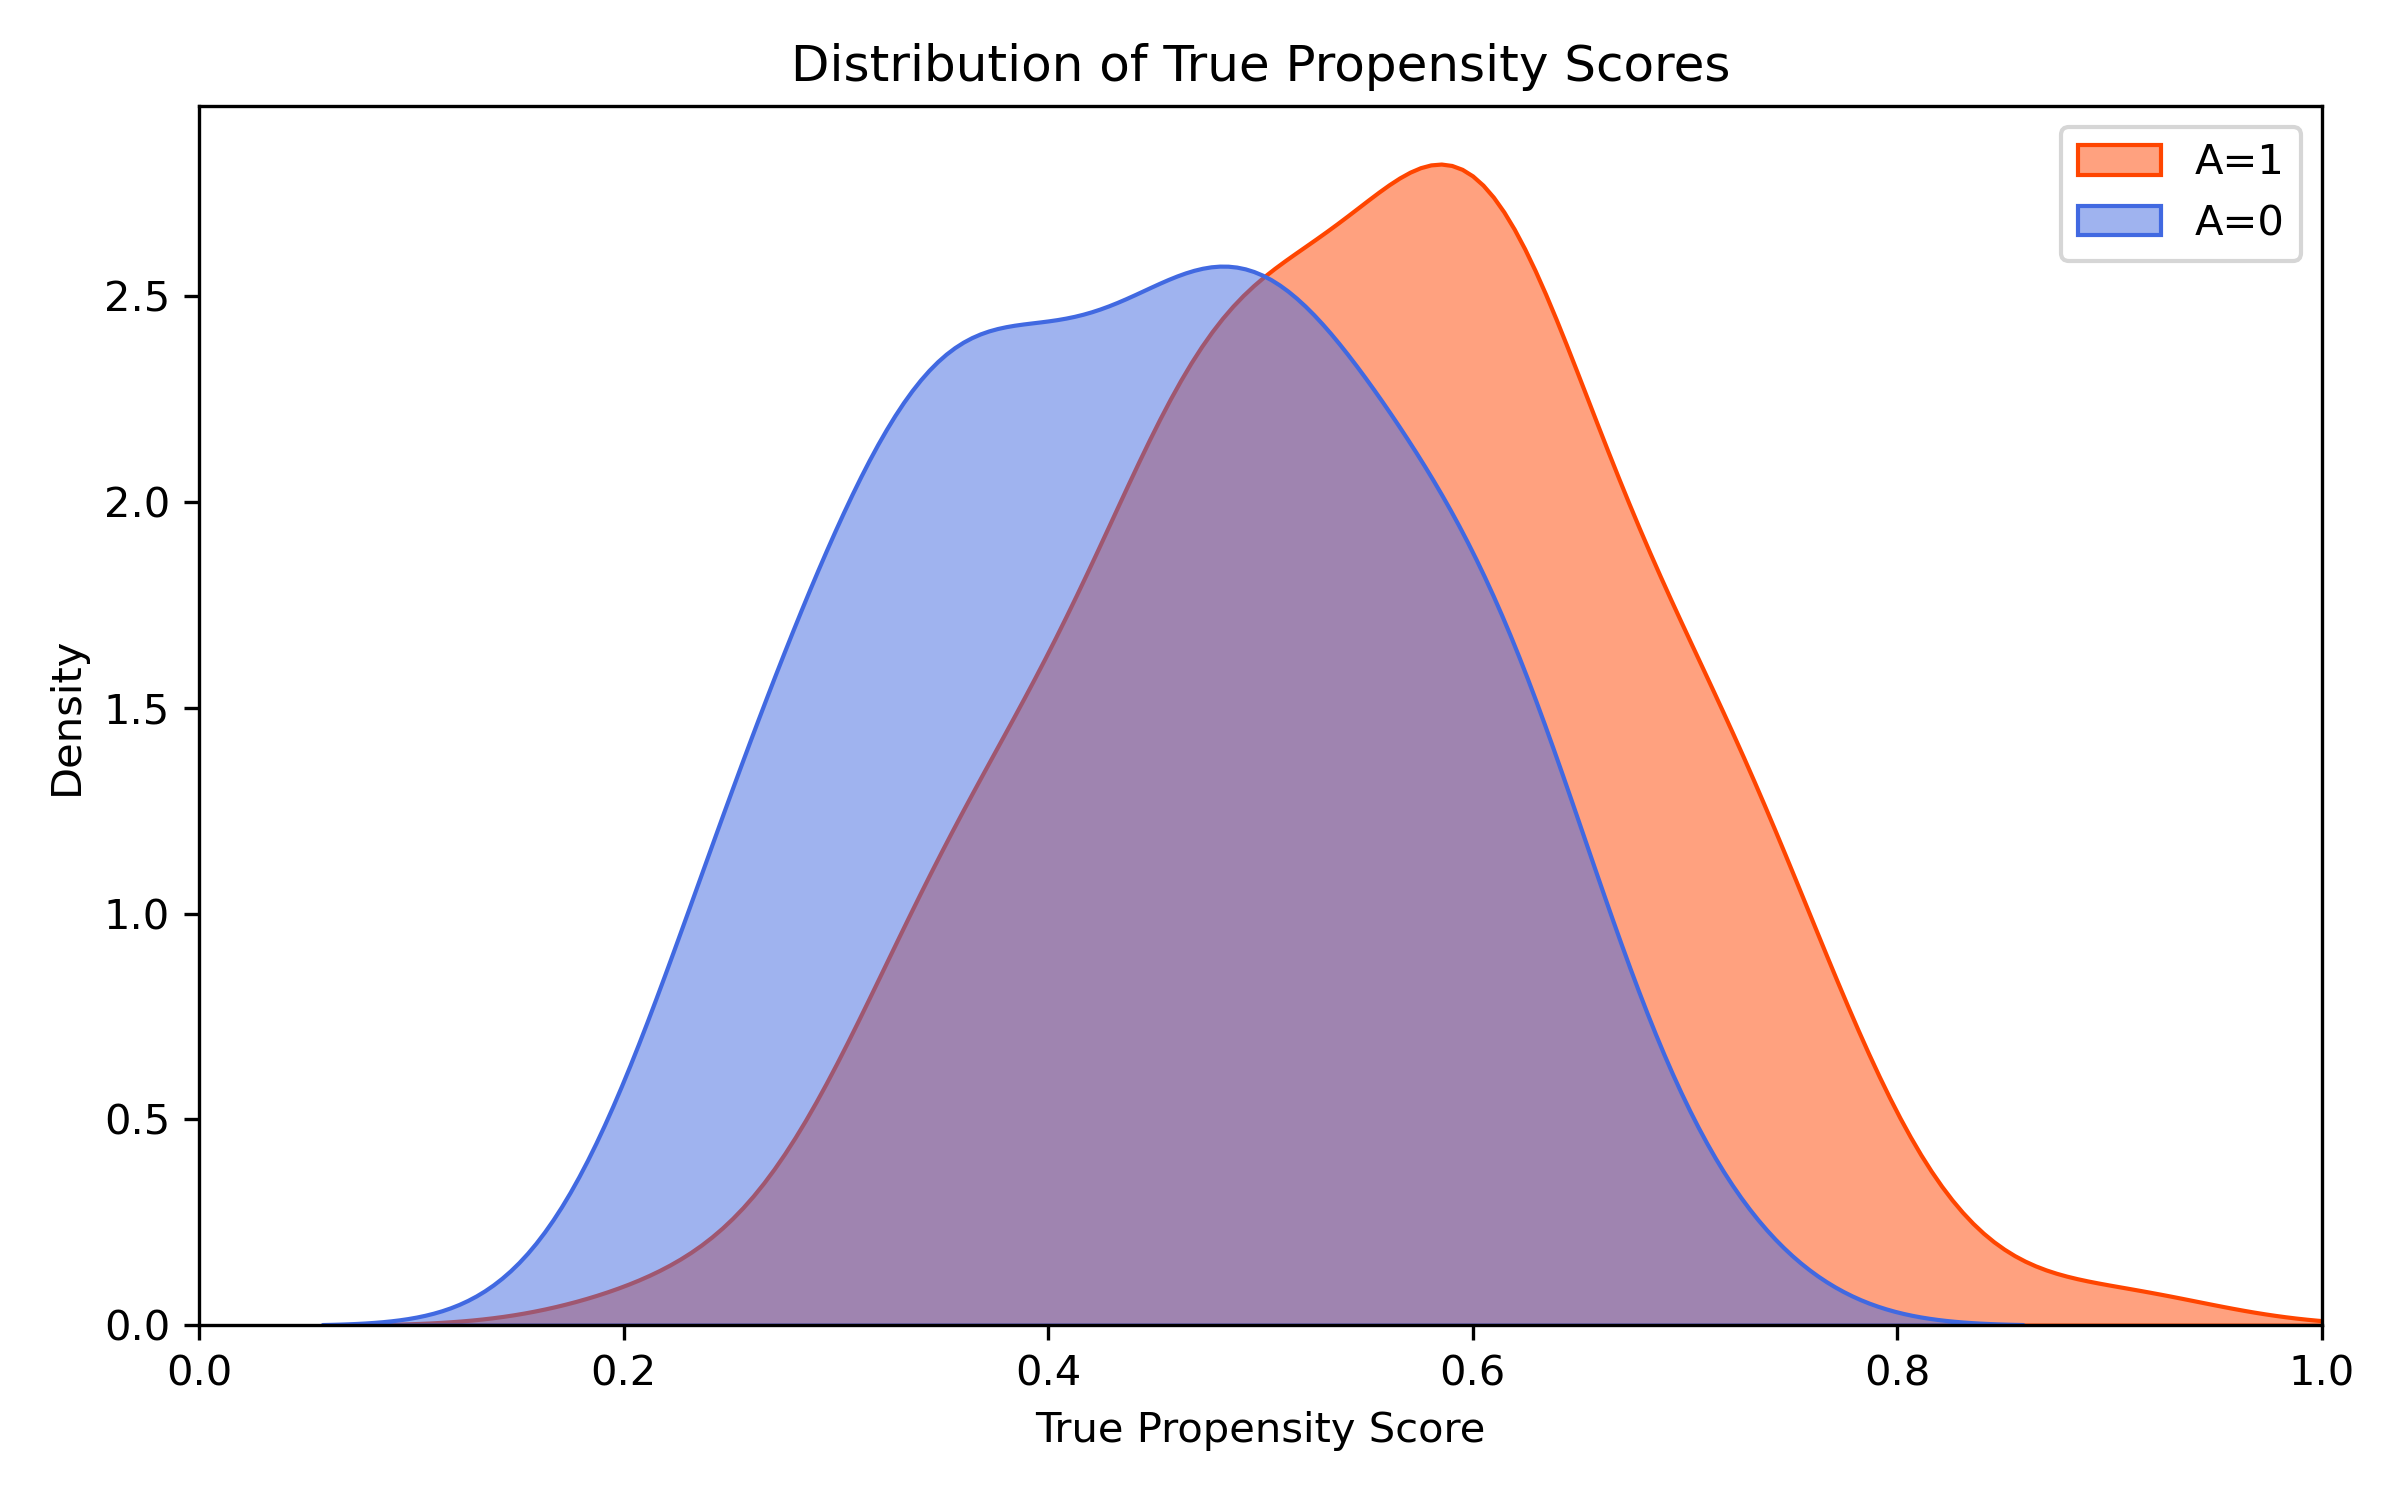 Distribution of True Propensity Scores
A=1
A=0
Density
2.5
2.0
1.5
1.0
0.5
0.0
0.0 0.2 0.4 0.6 0.8 1.0
True Propensity Score